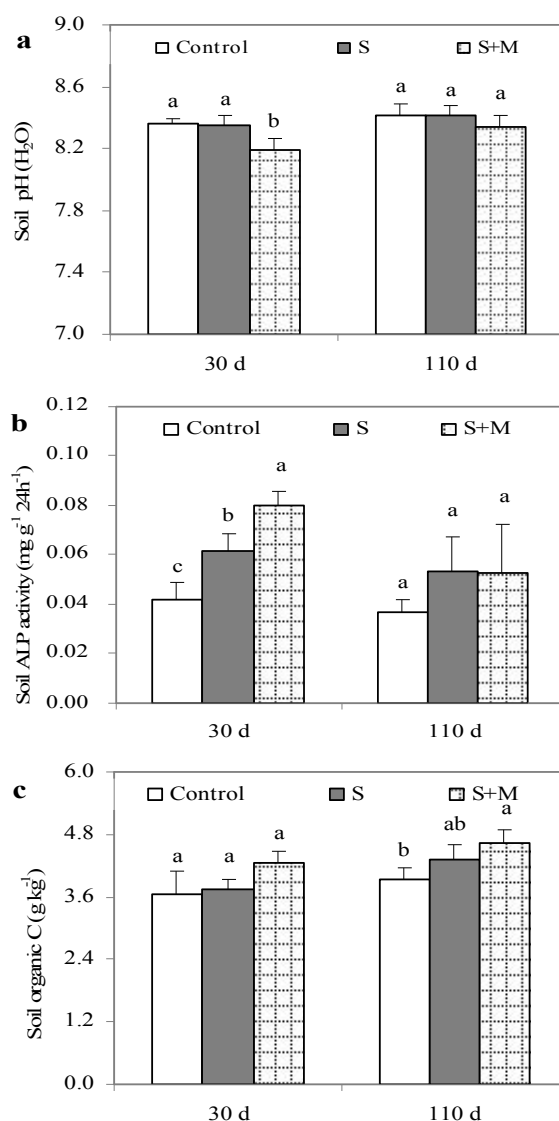 a
Control S S+M
Soil pH (H₂O)
9.0
8.6
8.2
7.8
7.4
7.0
a a b a a a
30 d 110 d
b
Control S S+M
Soil ALP activity (mg g⁻¹ 24h⁻¹)
0.12
0.10
0.08
0.06
0.04
0.02
0.00
c b a a a a
30 d 110 d
c
Control S S+M
Soil organic C (g kg⁻¹)
6.0
4.8
3.6
2.4
1.2
0.0
a a a b ab a
30 d 110 d